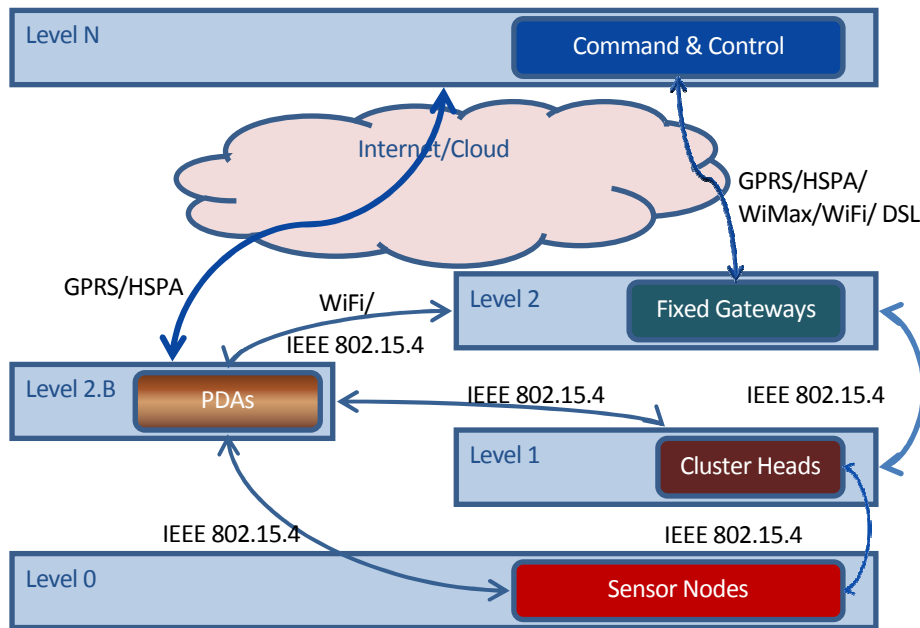 Level N
Command & Control
Internet/Cloud
GPRS/HSPA/
WiMax/WiFi/ DSL
GPRS/HSPA
WiFi/
IEEE 802.15.4
Level 2
Fixed Gateways
Level 2.B
PDAs
IEEE 802.15.4
IEEE 802.15.4
Level 1
Cluster Heads
IEEE 802.15.4
IEEE 802.15.4
Level 0
Sensor Nodes